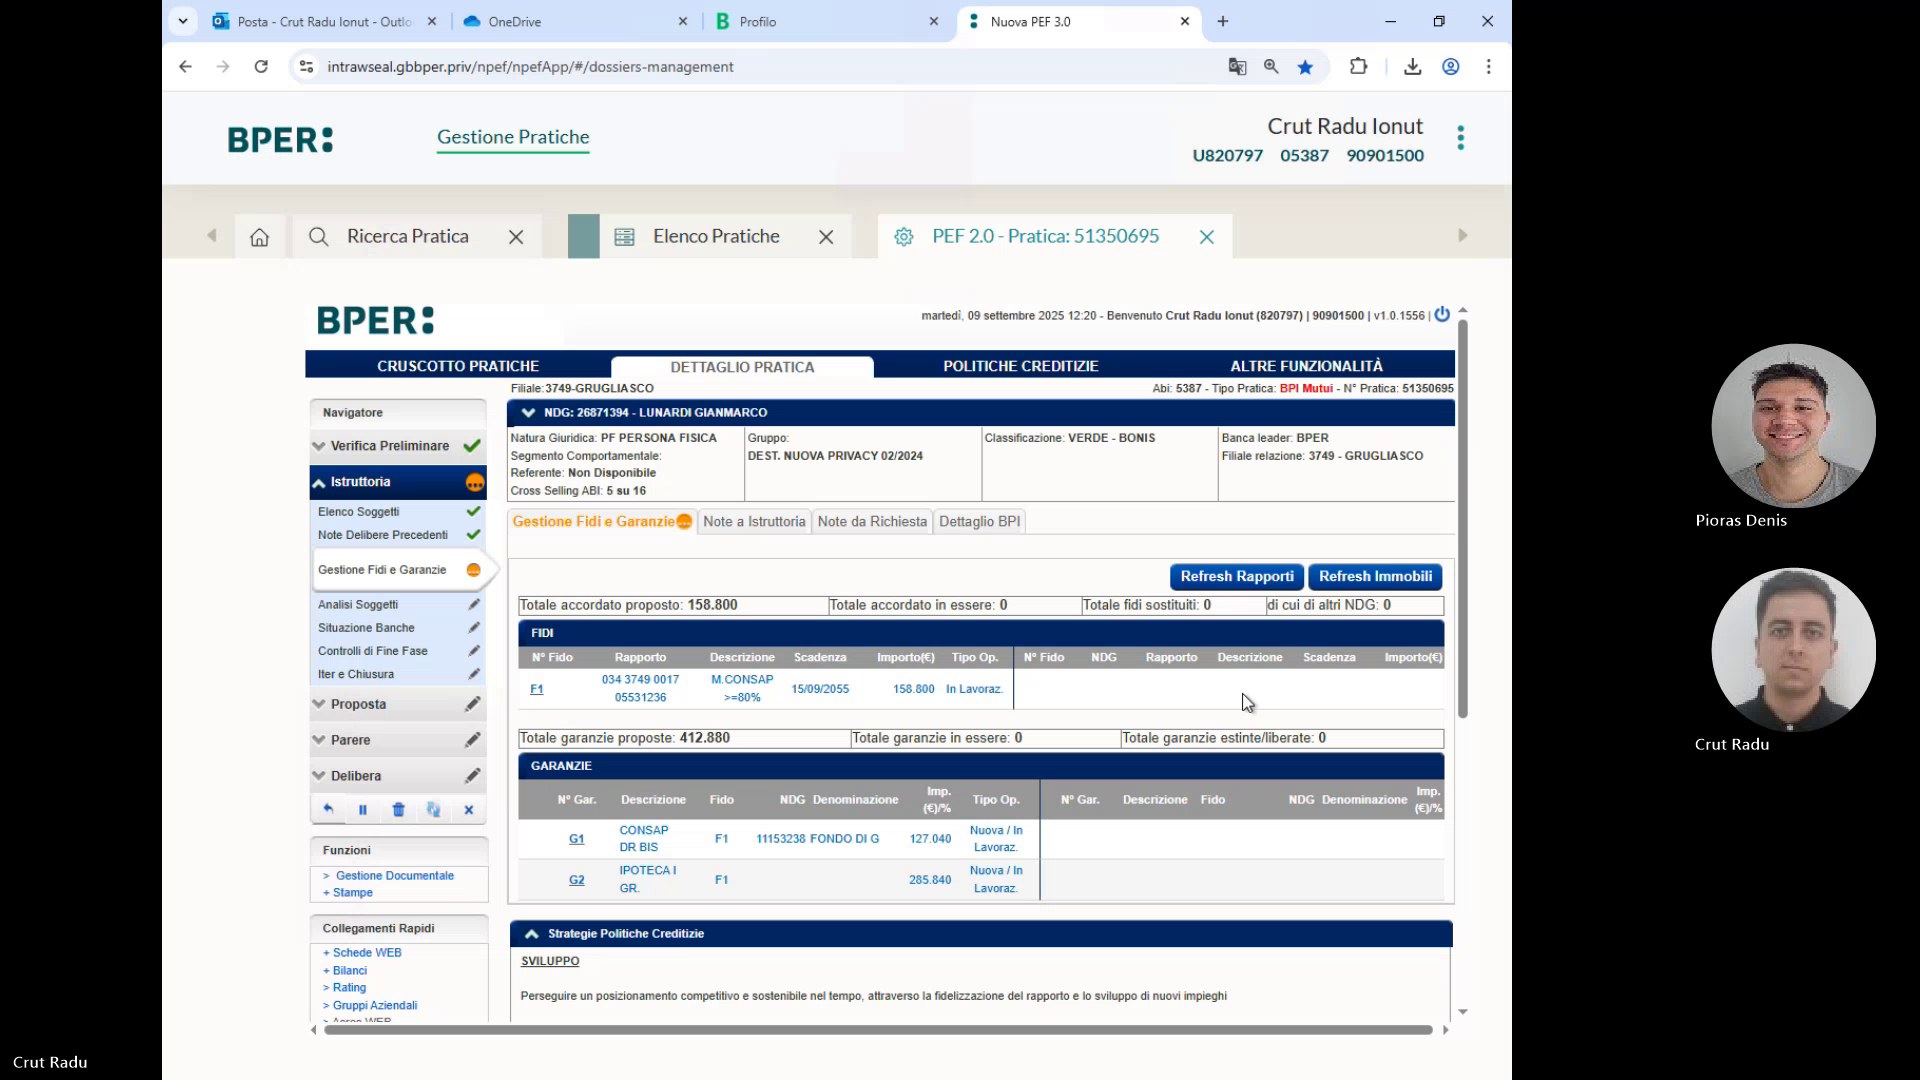 Posta - Crut Radu Ionut - Outlo
OneDrive
Profilo
Nuova PEF 3.0
intrawseal.gbbper.priv/npef/npefApp/#/dossiers-management
BPER:
Gestione Pratiche
Crut Radu Ionut
U820797 05387 90901500
Ricerca Pratica
Elenco Pratiche
PEF 2.0 - Pratica: 51350695
BPER:
martedì, 09 settembre 2025 12:20 - Benvenuto Crut Radu Ionut (820797) | 90901500 | v1.0.1556 |
CRUSCOTTO PRATICHE
DETTAGLIO PRATICA
POLITICHE CREDITIZIE
ALTRE FUNZIONALITÀ
Filiale:3749-GRUGLIASCO
Abi: 5387 - Tipo Pratica: BPI Mutui - N° Pratica: 51350695
Navigatore
Verifica Preliminare
Istruttoria
Elenco Soggetti
Note Delibere Precedenti
Gestione Fidi e Garanzie
Analisi Soggetti
Situazione Banche
Controlli di Fine Fase
Iter e Chiusura
Proposta
Parere
Delibera
Funzioni
> Gestione Documentale
+ Stampe
Collegamenti Rapidi
+ Schede WEB
+ Bilanci
> Rating
> Gruppi Aziendali
NDG: 26871394 - LUNARDI GIANMARCO
Natura Giuridica: PF PERSONA FISICA
Segmento Comportamentale:
Referente: Non Disponibile
Cross Selling ABI: 5 su 16
Gruppo:
DEST. NUOVA PRIVACY 02/2024
Classificazione: VERDE - BONIS
Banca leader: BPER
Filiale relazione: 3749 - GRUGLIASCO
Gestione Fidi e Garanzie
Note a Istruttoria
Note da Richiesta
Dettaglio BPI
Refresh Rapporti
Refresh Immobili
Totale accordato proposto: 158.800
Totale accordato in essere: 0
Totale fidi sostituiti: 0
di cui di altri NDG: 0
FIDI
N° Fido Rapporto Descrizione Scadenza Importo(€) Tipo Op. N° Fido NDG Rapporto Descrizione Scadenza Importo(€)
F1
034 3749 0017
05531236
M.CONSAP
>=80%
15/09/2055
158.800
In Lavoraz.
Totale garanzie proposte: 412.880
Totale garanzie in essere: 0
Totale garanzie estinte/liberate: 0
GARANZIE
N° Gar. Descrizione Fido NDG Denominazione Imp.
(€)/% Tipo Op. N° Gar. Descrizione Fido NDG Denominazione Imp.
(€)/%
G1
CONSAP
DR BIS
F1
11153238 FONDO DI G
127.040
Nuova / In
Lavoraz.
G2
IPOTECA I
GR.
F1
285.840
Nuova / In
Lavoraz.
Strategie Politiche Creditizie
SVILUPPO
Perseguire un posizionamento competitivo e sostenibile nel tempo, attraverso la fidelizzazione del rapporto e lo sviluppo di nuovi impieghi
Pioras Denis
Crut Radu
Crut Radu